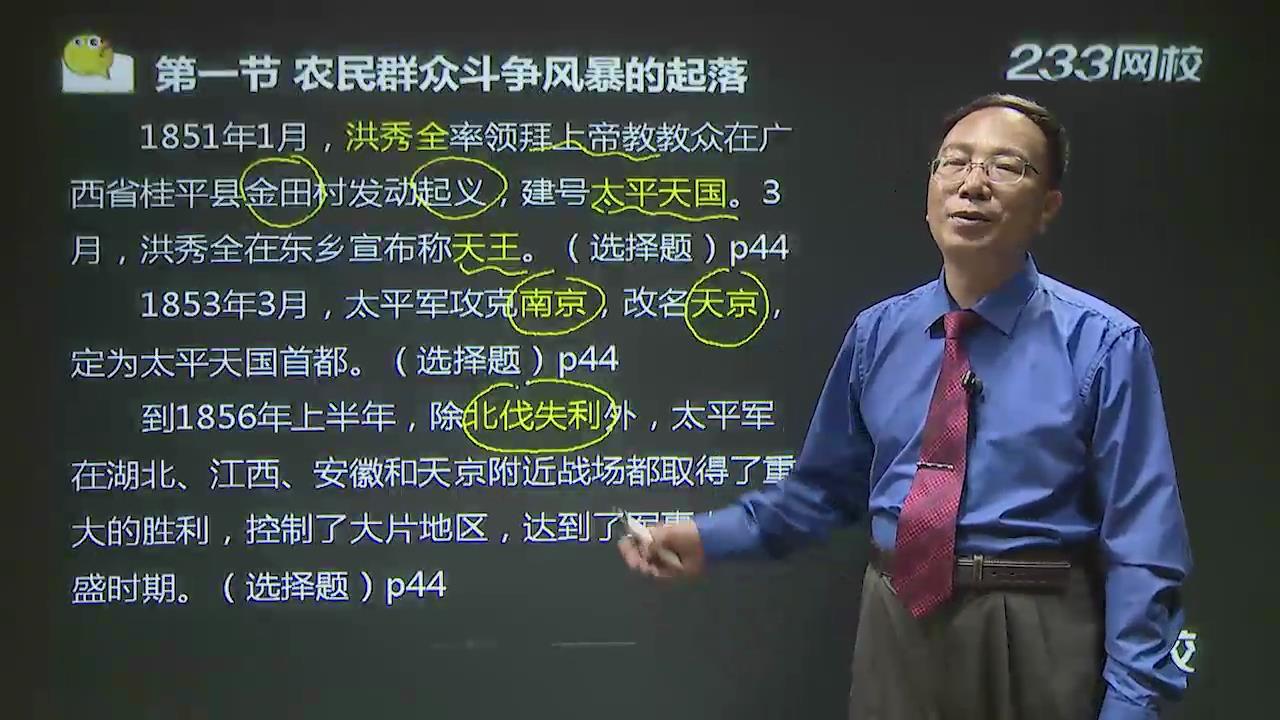 第一节 农民群众斗争风暴的起落
233网校
1851年1月，洪秀全率领拜上帝教教众在广
西省桂平县金田村发动起义，建号太平天国。3
月，洪秀全在东乡宣布称天王。（选择题）p44
1853年3月，太平军攻克南京，改名天京，
定为太平天国首都。（选择题）p44
到1856年上半年，除北伐失利外，太平军
在湖北、江西、安徽和天京附近战场都取得了重
大的胜利，控制了大片地区，达到了军事
盛时期。（选择题）p44
校